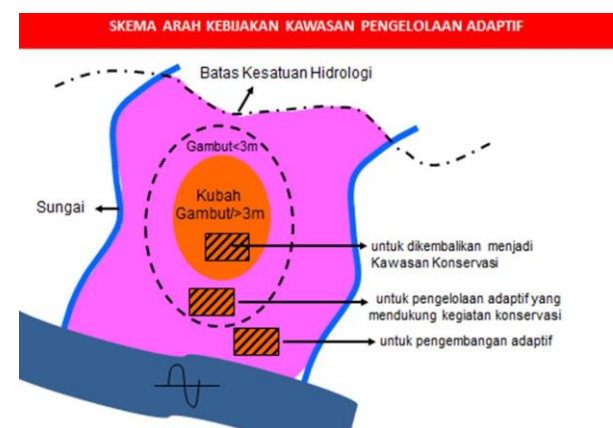 SKEMA ARAH KEBIJAKAN KAWASAN PENGELOLAAN ADAPTIF
Batas Kesatuan Hidrologi
Gambut<3m
Kubah
Gambut/>3m
Sungai
untuk dikembalikan menjadi
Kawasan Konservasi
untuk pengelolaan adaptif yang
mendukung kegiatan konservasi
untuk pengembangan adaptif